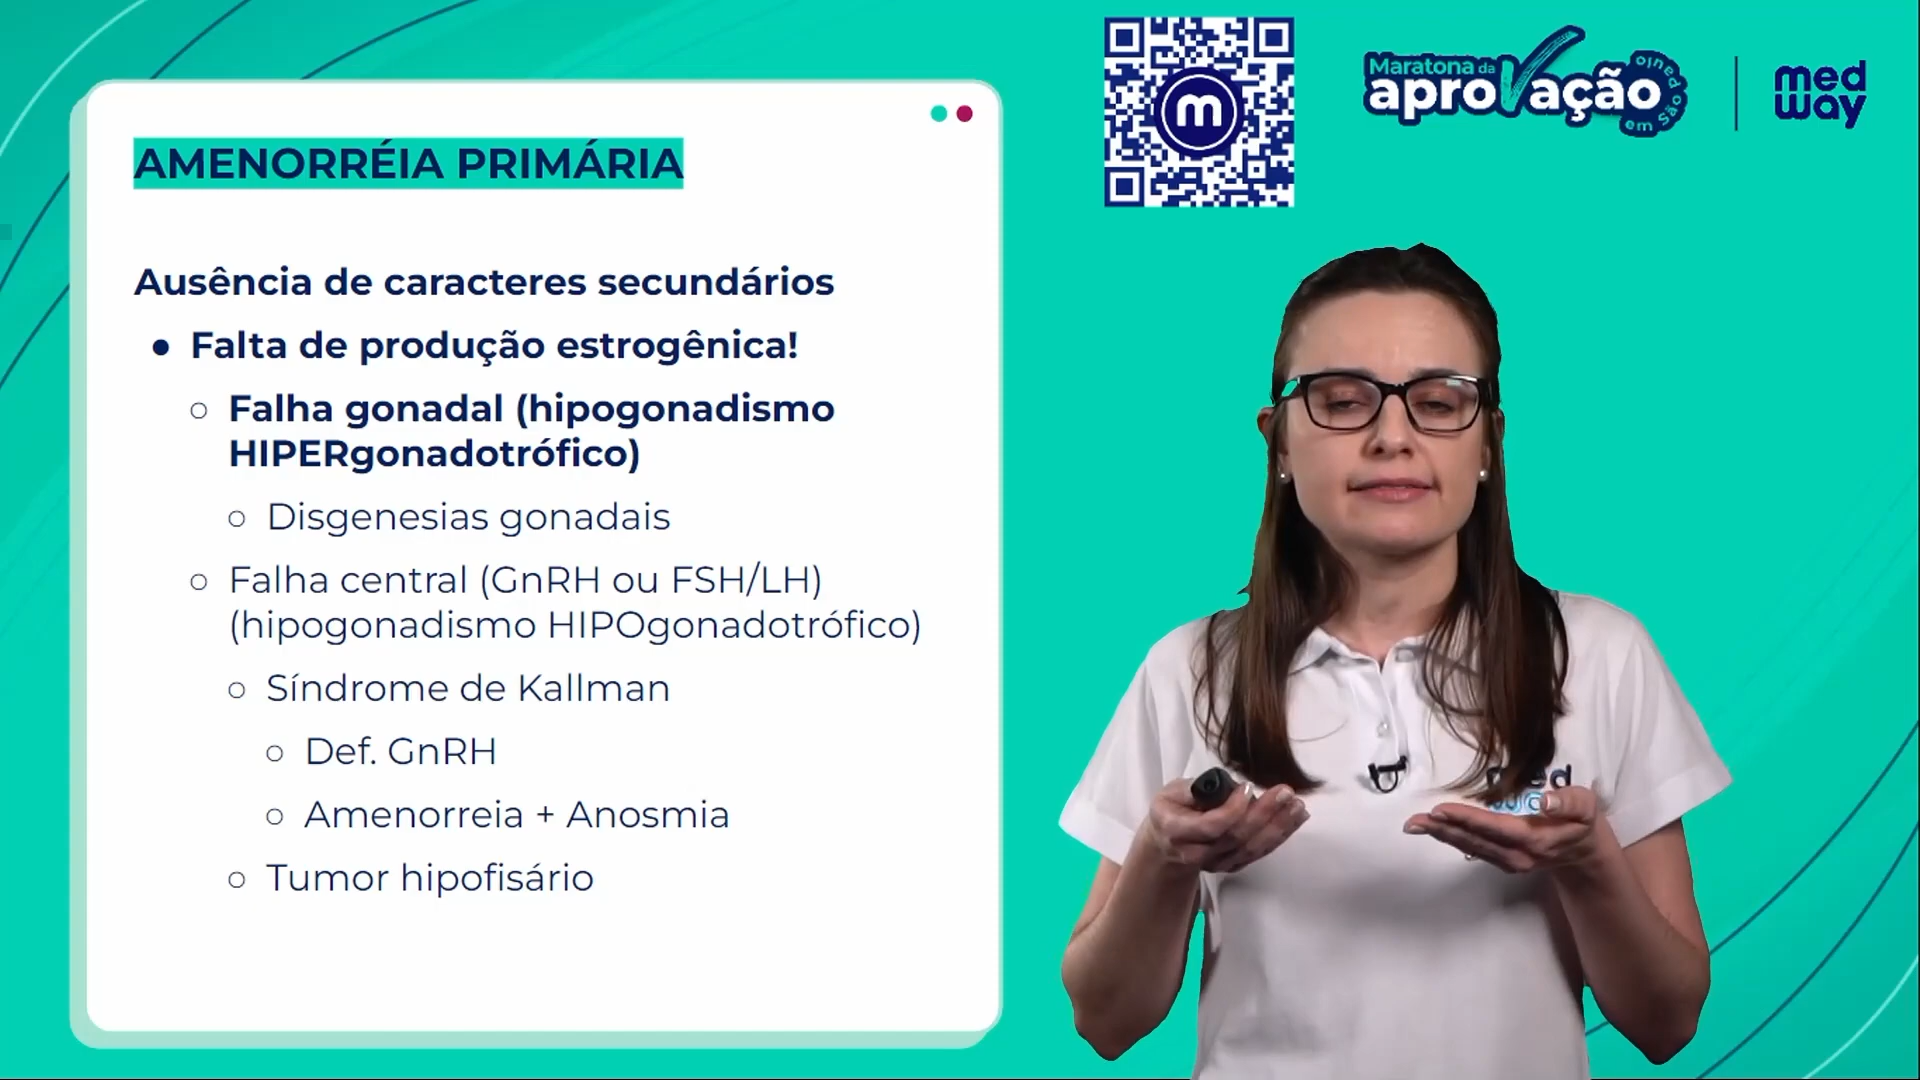 AMENORRÉIA PRIMÁRIA
Ausência de caracteres secundários
Falta de produção estrogênica!
Falha gonadal (hipogonadismo
HIPERgonadotrófico)
Disgenesias gonadais
Falha central (GnRH ou FSH/LH)
(hipogonadismo HIPOgonadotrófico)
Síndrome de Kallman
Def. GnRH
Amenorreia + Anosmia
Tumor hipofisário
m
Maratona da
aprovação
em São Paulo
med
way
med